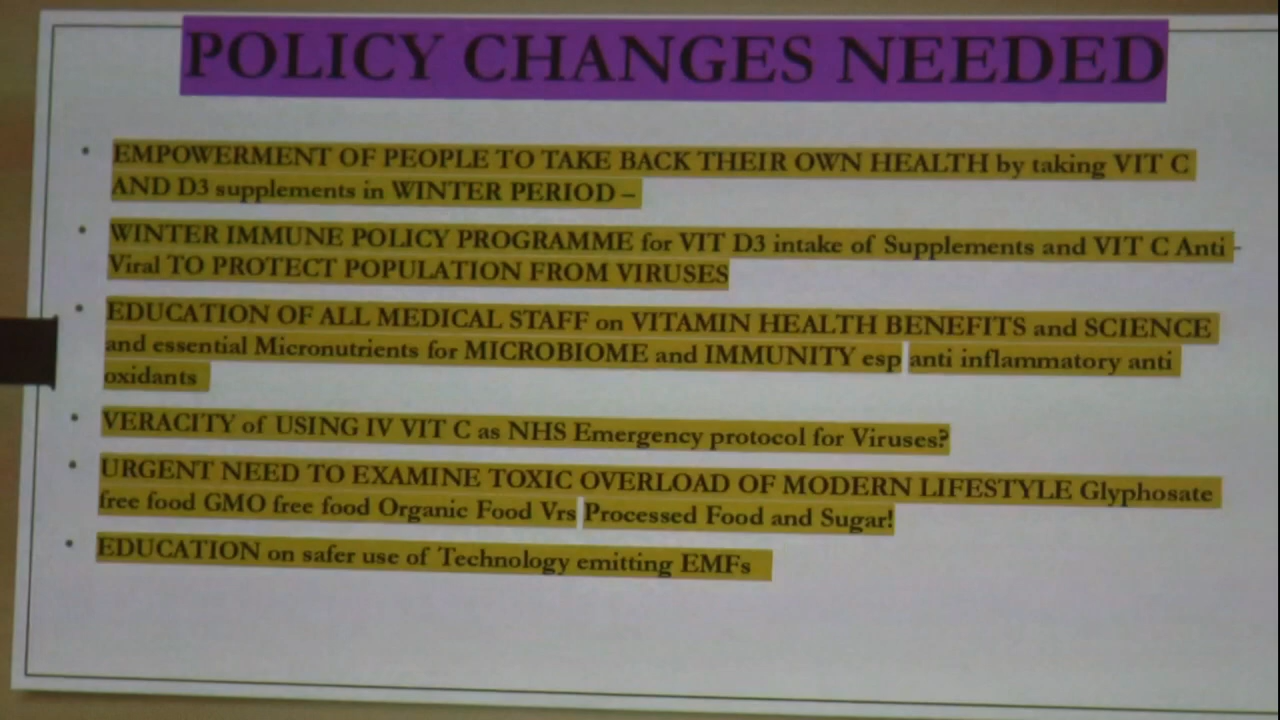 POLICY CHANGES NEEDED
• EMPOWERMENT OF PEOPLE TO TAKE BACK THEIR OWN HEALTH by taking VIT C
AND D3 supplements in WINTER PERIOD –
• WINTER IMMUNE POLICY PROGRAMME for VIT D3 intake of Supplements and VIT C Anti -
Viral TO PROTECT POPULATION FROM VIRUSES
• EDUCATION OF ALL MEDICAL STAFF on VITAMIN HEALTH BENEFITS and SCIENCE
and essential Micronutrients for MICROBIOME and IMMUNITY esp anti inflammatory anti
oxidants
• VERACITY of USING IV VIT C as NHS Emergency protocol for Viruses?
• URGENT NEED TO EXAMINE TOXIC OVERLOAD OF MODERN LIFESTYLE Glyphosate
free food GMO free food Organic Food Vrs Processed Food and Sugar!
• EDUCATION on safer use of Technology emitting EMFs